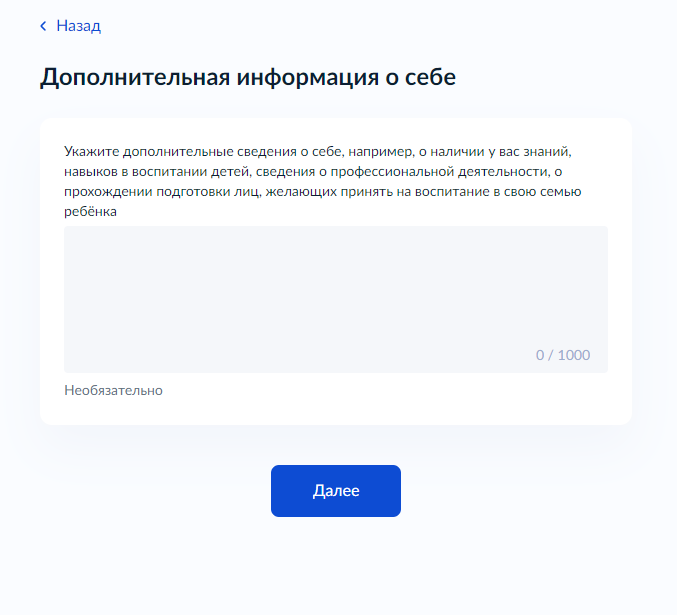 Назад
Дополнительная информация о себе
Укажите дополнительные сведения о себе, например, о наличии у вас знаний,
навыков в воспитании детей, сведения о профессиональной деятельности, о
прохождении подготовки лиц, желающих принять на воспитание в свою семью
ребёнка
0 / 1000
Необязательно
Далее